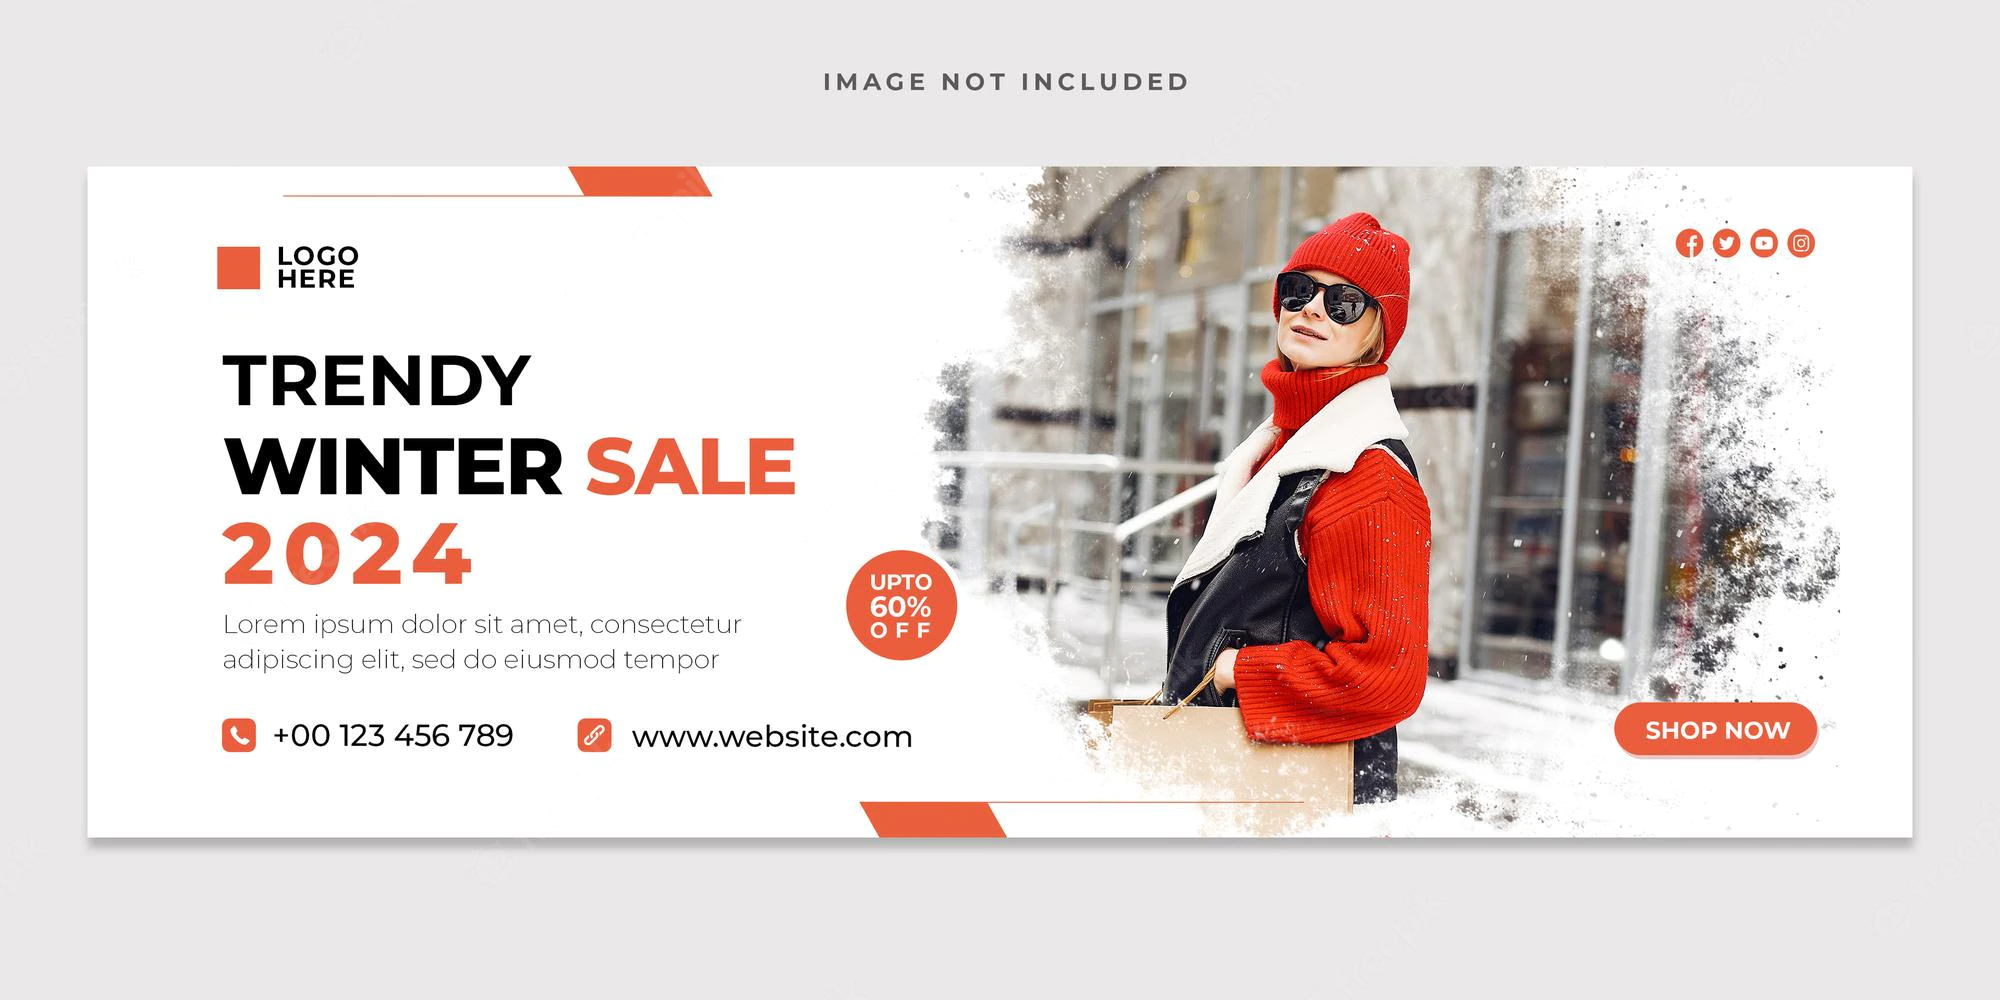 IMAGE NOT INCLUDED
LOGO
HERE
TRENDY
WINTER SALE
2024
Lorem ipsum dolor sit amet, consectetur
adipiscing elit, sed do eiusmod tempor
+00 123 456 789
www.website.com
UPTO
60%
OFF
SHOP NOW